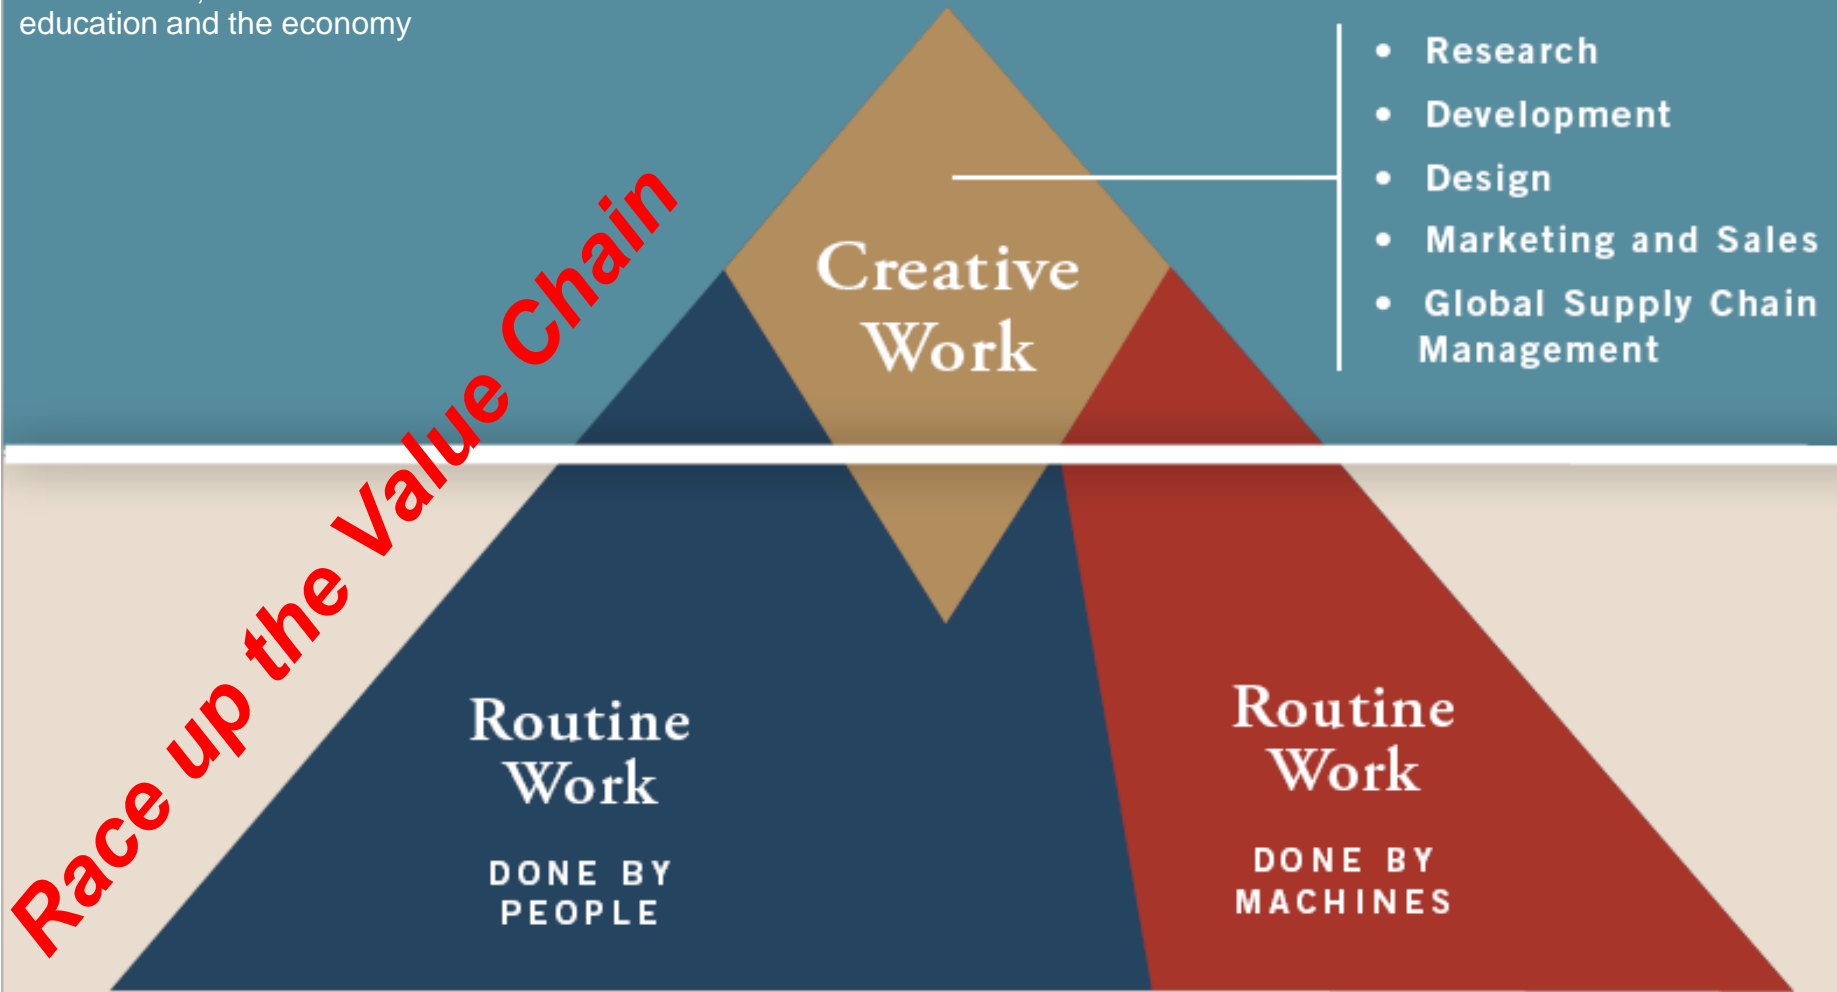 education and the economy
• Research
• Development
• Design
• Marketing and Sales
• Global Supply Chain
Management
Creative
Work
Race up the Value Chain
Routine
Work
DONE BY
PEOPLE
Routine
Work
DONE BY
MACHINES